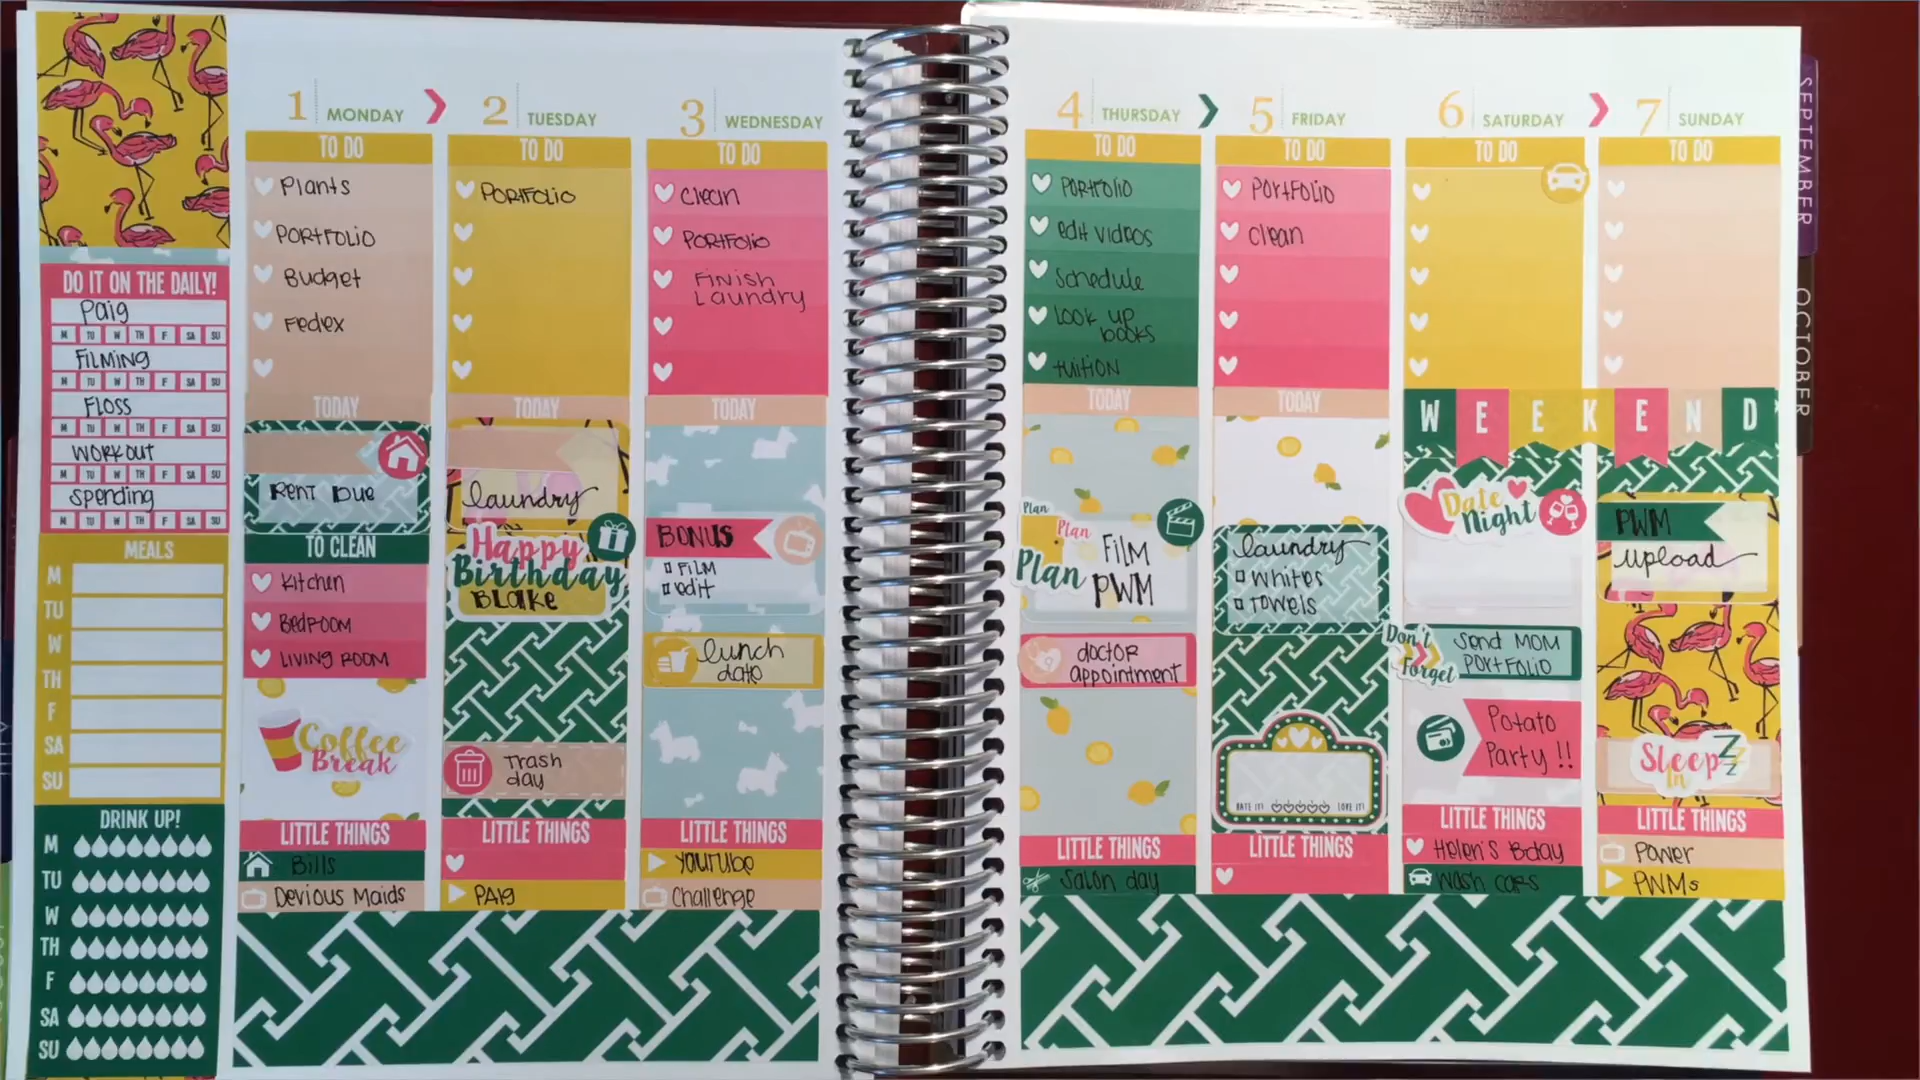 DO IT ON THE DAILY!
Paig
M TU W TH F SA SU
Filming
M TU W TH F SA SU
Floss
M TU W TH F SA SU
Workout
M TU W TH F SA SU
Spending
M TU W TH F SA SU
MEALS
M
TU
W
TH
F
SA
SU
DRINK UP!
M
TU
W
TH
F
SA
SU
1 MONDAY
TO DO
Plants
Portfolio
Budget
Fedex
TODAY
Rent Due
TO CLEAN
Kitchen
Bedroom
Living Room
Coffee
Break
LITTLE THINGS
Bills
Devious Maids
2 TUESDAY
TO DO
Portfolio
TODAY
laundry
Happy
Birthday
Blake
Trash
day
LITTLE THINGS
PAIG
3 WEDNESDAY
TO DO
Clean
Portfolio
Finish
Laundry
TODAY
BONUS
Film
edit
lunch
date
LITTLE THINGS
YouTube
Challenge
4 THURSDAY
TO DO
Portfolio
edit videos
Schedule
Look up
books
tuition
TODAY
Plan
Plan
Plan
Film
PWM
doctor
appointment
LITTLE THINGS
Salon day
5 FRIDAY
TO DO
Portfolio
Clean
TODAY
laundry
Whites
Towels
RATE IT! LOVE IT!
LITTLE THINGS
6 SATURDAY
TO DO
WEEKEND
Date
Night
Don't
Forget
Send Mom
Portfolio
Potato
Party !!
LITTLE THINGS
Helen's Bday
Wash cars
7 SUNDAY
TO DO
PWM
upload
Sleep
In
ZZZ
LITTLE THINGS
Power
PWMs
SEPTEMBER
OCTOBER